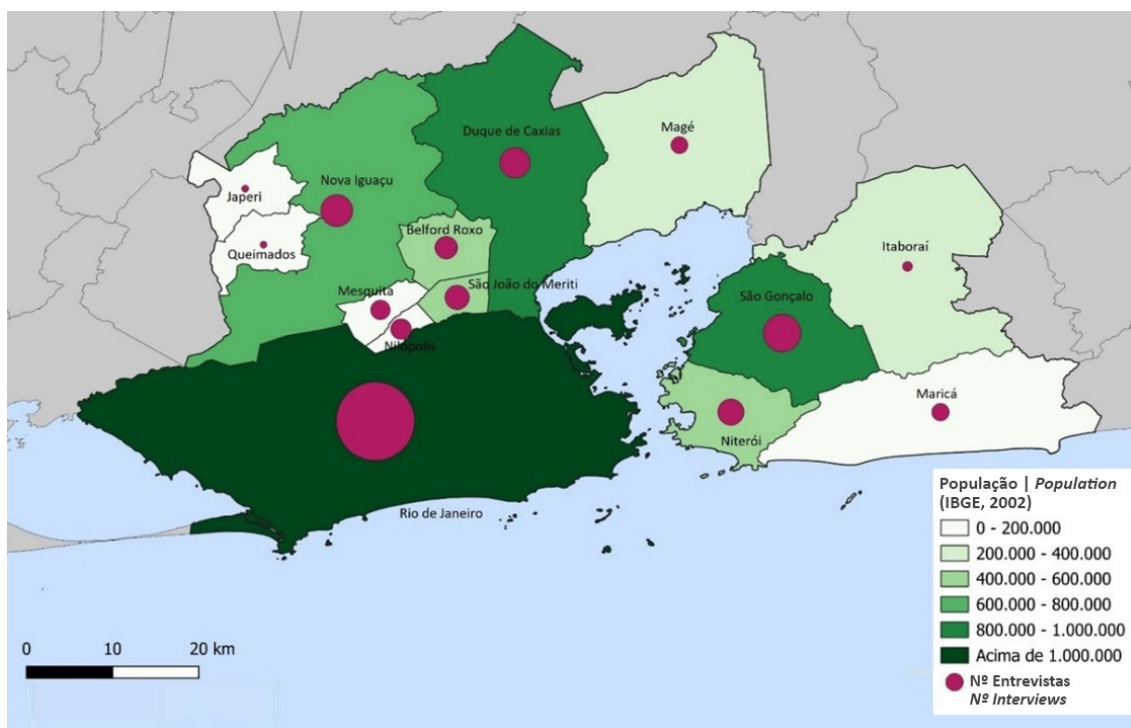 Duque de Caxias
Magé
Nova Iguaçu
Japeri
Belford Roxo
Queimados
Itaboraí
São João do Meriti
Mesquita
São Gonçalo
Nilópolis
Maricá
Niterói
Rio de Janeiro
População | Population
(IBGE, 2002)
0 - 200.000
200.000 - 400.000
400.000 - 600.000
600.000 - 800.000
800.000 - 1.000.000
Acima de 1.000.000
Nº Entrevistas
Nº Interviews
0 10 20 km